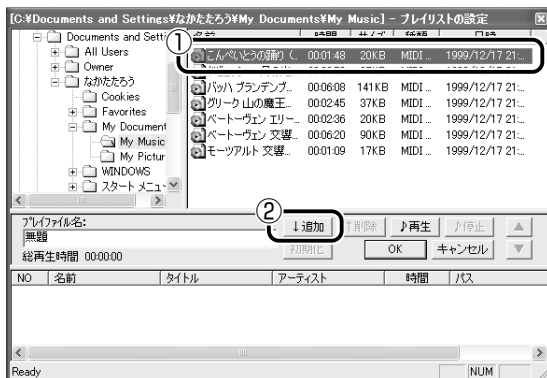 [C:¥Documents and Settings¥なかたたろう¥My Documents¥My Music] - プレイリストの設定
Documents and Setti
All Users
Owner
なかたたろう
Cookies
Favorites
My Document
My Music
My Pictur
WINDOWS
スタート メニュー
①
こんぺいとうの踊り (... 00:01:48 20KB MIDI ... 1999/12/17 21:...
バッハ ブランデンブ... 00:06:08 141KB MIDI ... 1999/12/17 21:...
グリーク 山の魔王... 00:02:45 37KB MIDI ... 1999/12/17 21:...
ベートーヴェン エリー... 00:02:36 20KB MIDI ... 1999/12/17 21:...
ベートーヴェン 交響... 00:06:20 90KB MIDI ... 1999/12/17 21:...
モーツアルト 交響... 00:01:09 17KB MIDI ... 1999/12/17 21:...
②
プレイファイル名:
無題
↓追加 ↑削除 ♪再生 ♪停止
総再生時間 00:00:00
初期化 OK キャンセル
NO 名前 タイトル アーティスト 時間 パス
Ready NUM